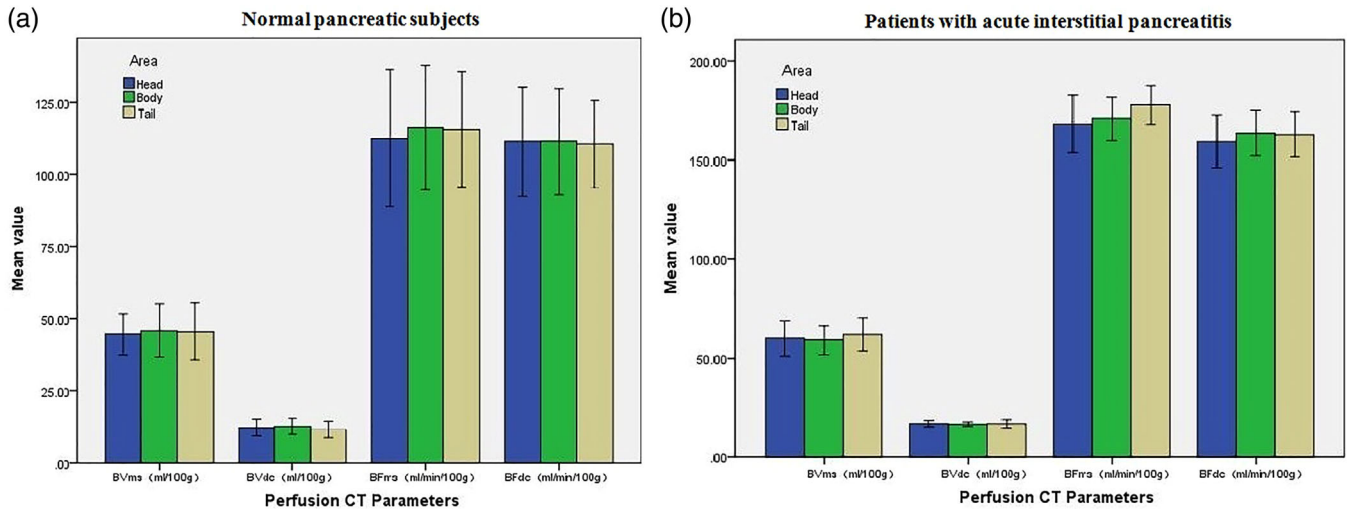 (a)
Normal pancreatic subjects
Area
Head
Body
Tail
125.00
100.00
75.00
50.00
25.00
.00
Mean value
BVms (ml/100g)
BVdc (ml/100g)
BFms (ml/min/100g)
BFdc (ml/min/100g)
Perfusion CT Parameters
(b)
Patients with acute interstitial pancreatitis
Area
Head
Body
Tail
200.00
150.00
100.00
50.00
.00
Mean value
BVms (ml/100g)
BVdc (ml/100g)
BFms (ml/min/100g)
BFdc (ml/min/100g)
Perfusion CT Parameters